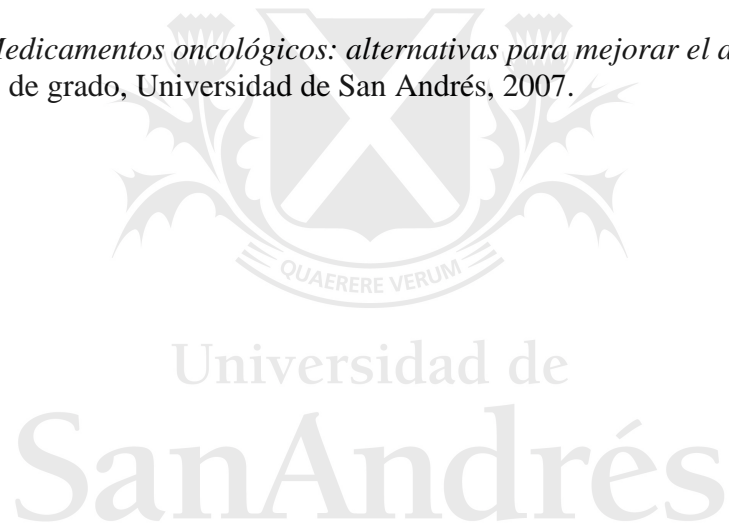 Medicamentos oncológicos: alternativas para mejorar el
de grado, Universidad de San Andrés, 2007.
QUAERERE VERUM
Universidad de
SanAndrés